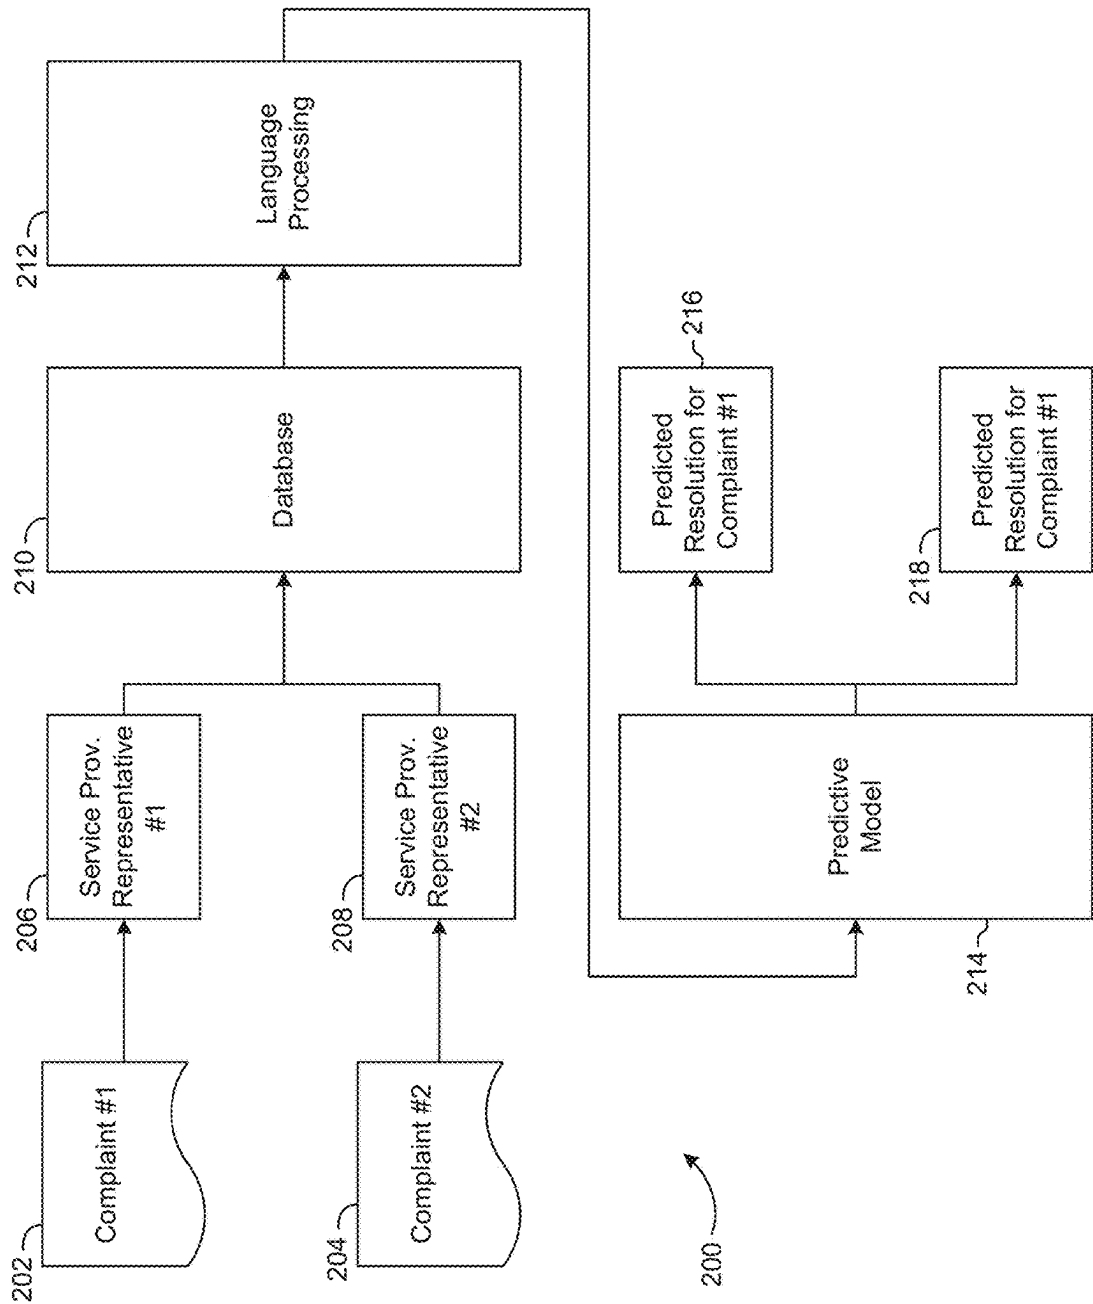 202
Complaint #1
204
Complaint #2
206
Service Prov.
Representative
#1
208
Service Prov.
Representative
#2
210
Database
212
Language
Processing
214
Predictive
Model
Predicted
Resolution for
Complaint #1
216
218
Predicted
Resolution for
Complaint #1
200